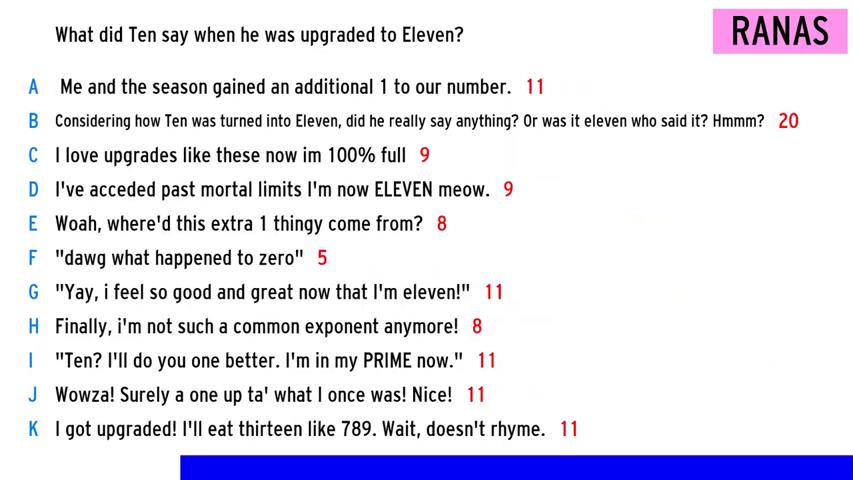 What did Ten say when he was upgraded to Eleven?
RANAS
A Me and the season gained an additional 1 to our number. 11
B Considering how Ten was turned into Eleven, did he really say anything? Or was it eleven who said it? Hmmm? 20
C I love upgrades like these now im 100% full 9
D I've acceded past mortal limits I'm now ELEVEN meow. 9
E Woah, where'd this extra 1 thingy come from? 8
F "dawg what happened to zero" 5
G "Yay, i feel so good and great now that I'm eleven!" 11
H Finally, i'm not such a common exponent anymore! 8
I "Ten? I'll do you one better. I'm in my PRIME now." 11
J Wowza! Surely a one up ta' what I once was! Nice! 11
K I got upgraded! I'll eat thirteen like 789. Wait, doesn't rhyme. 11